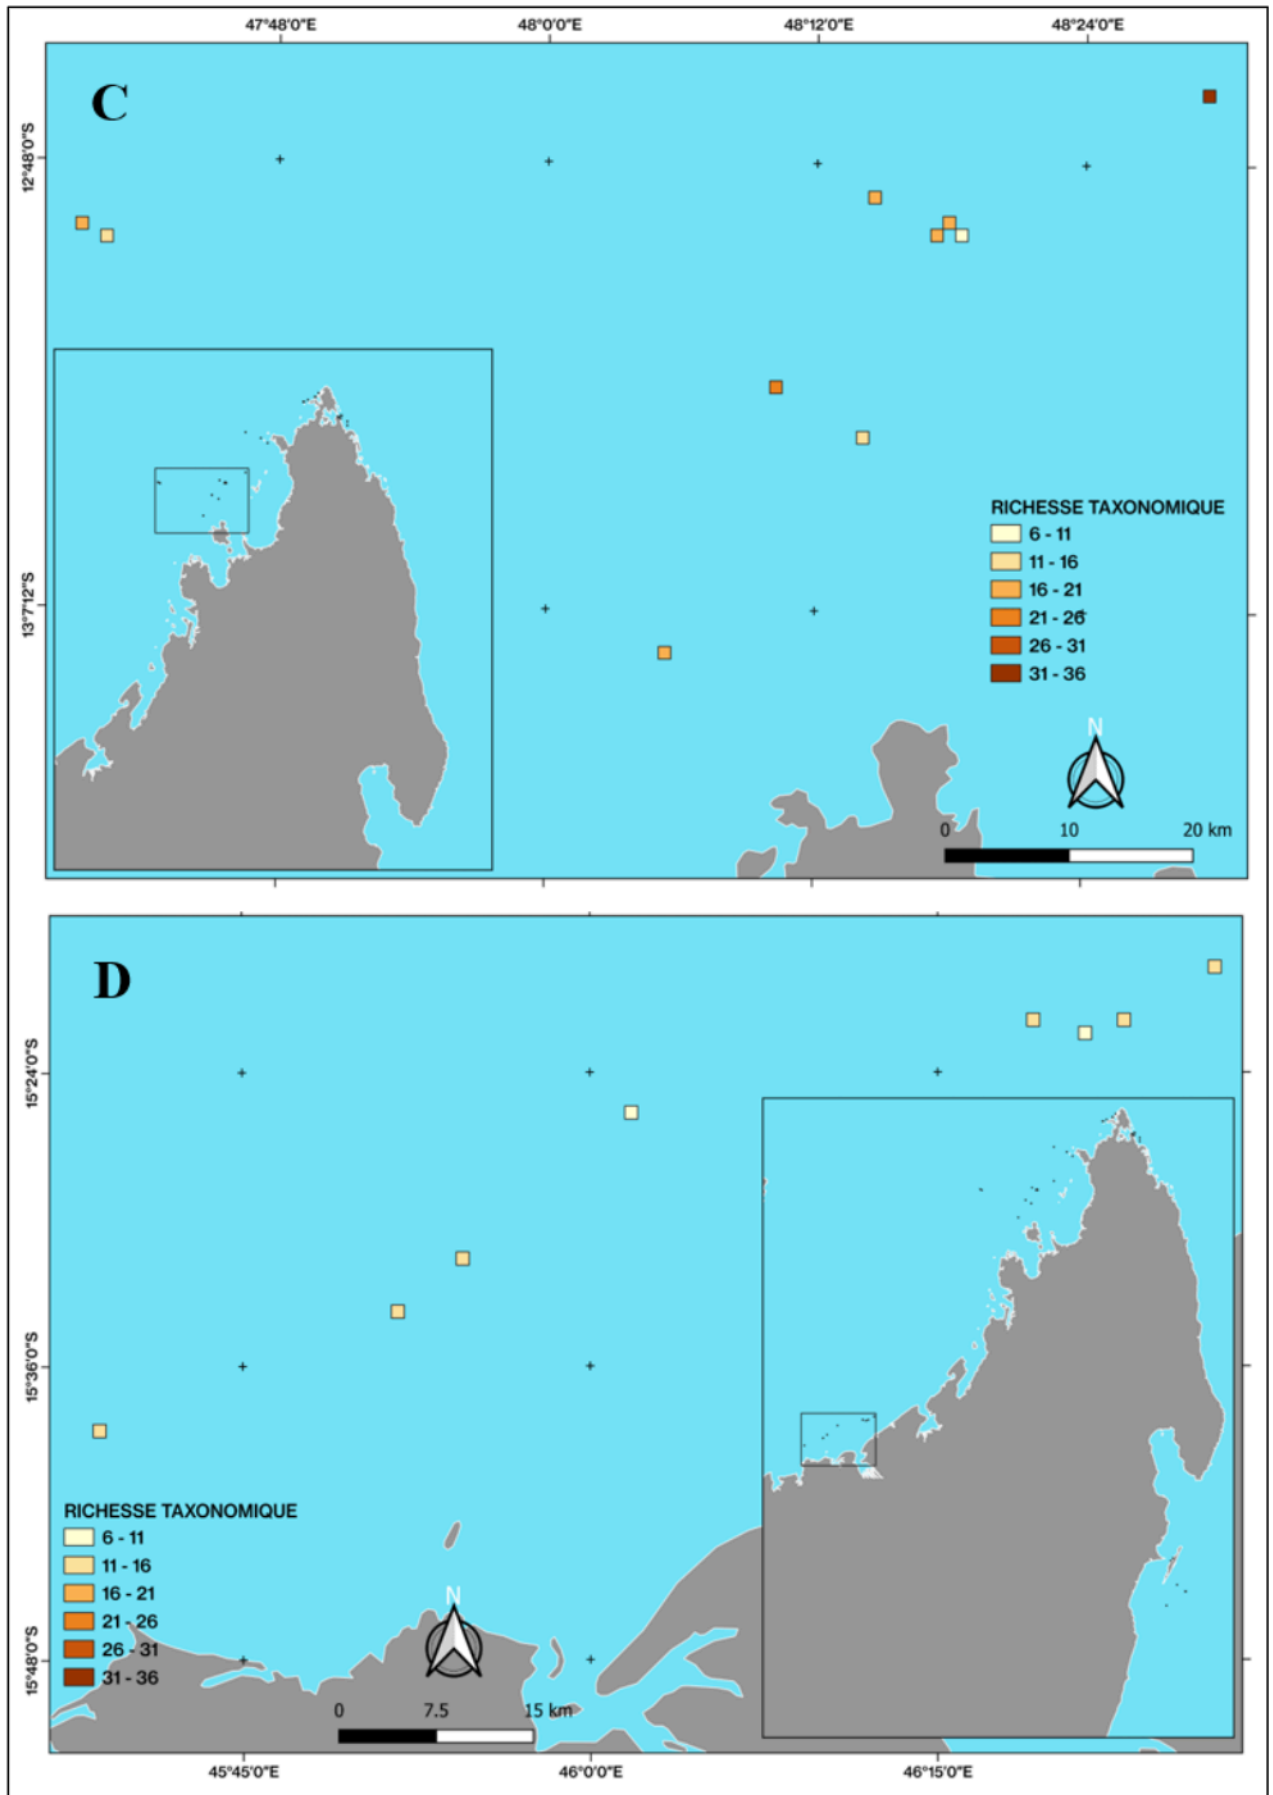 47°48'0"E 48°0'0"E 48°12'0"E 48°24'0"E
C
12°48'0"S
RICHESSE TAXONOMIQUE
6 - 11
11 - 16
16 - 21
21 - 26
26 - 31
31 - 36
13°7'12"S
N
0 10 20 km
D
15°24'0"S
15°36'0"S
RICHESSE TAXONOMIQUE
6 - 11
11 - 16
16 - 21
21 - 26
26 - 31
31 - 36
N
15°48'0"S
0 7.5 15 km
45°45'0"E 46°0'0"E 46°15'0"E